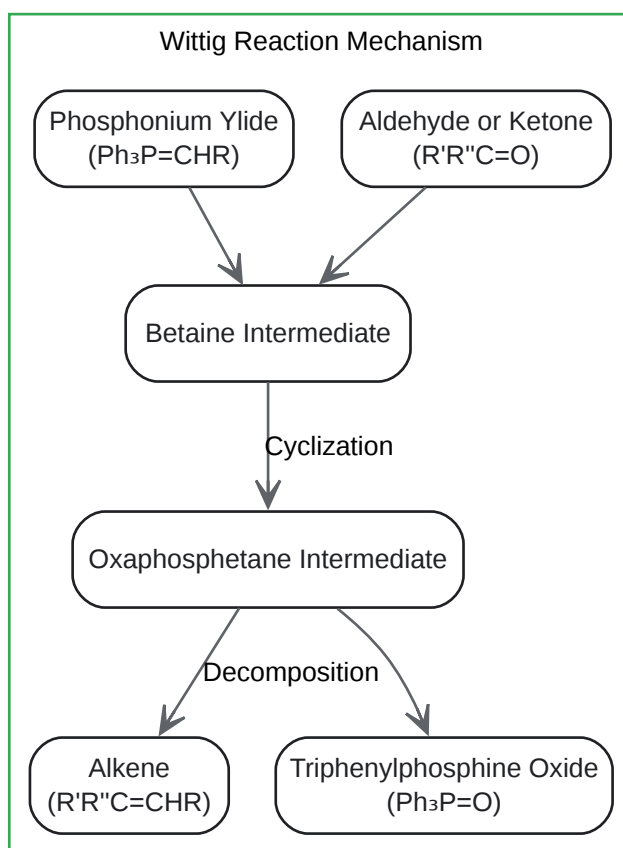 Wittig Reaction Mechanism
Phosphonium Ylide
(Ph₃P=CHR)
Aldehyde or Ketone
(R'R"C=O)
Betaine Intermediate
Cyclization
Oxaphosphetane Intermediate
Decomposition
Alkene
(R'R"C=CHR)
Triphenylphosphine Oxide
(Ph₃P=O)